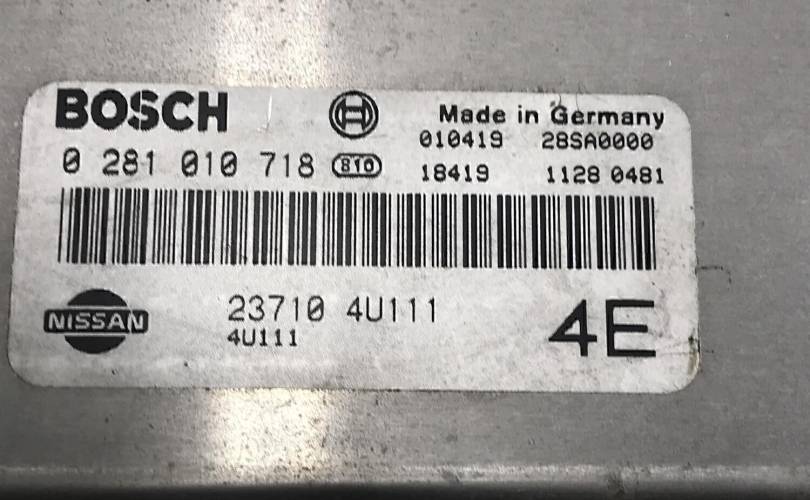 BOSCH
Made in Germany
010419 28SA0000
0 281 010 718 810
18419 1128 0481
NISSAN
23710 4U111
4U111
4E